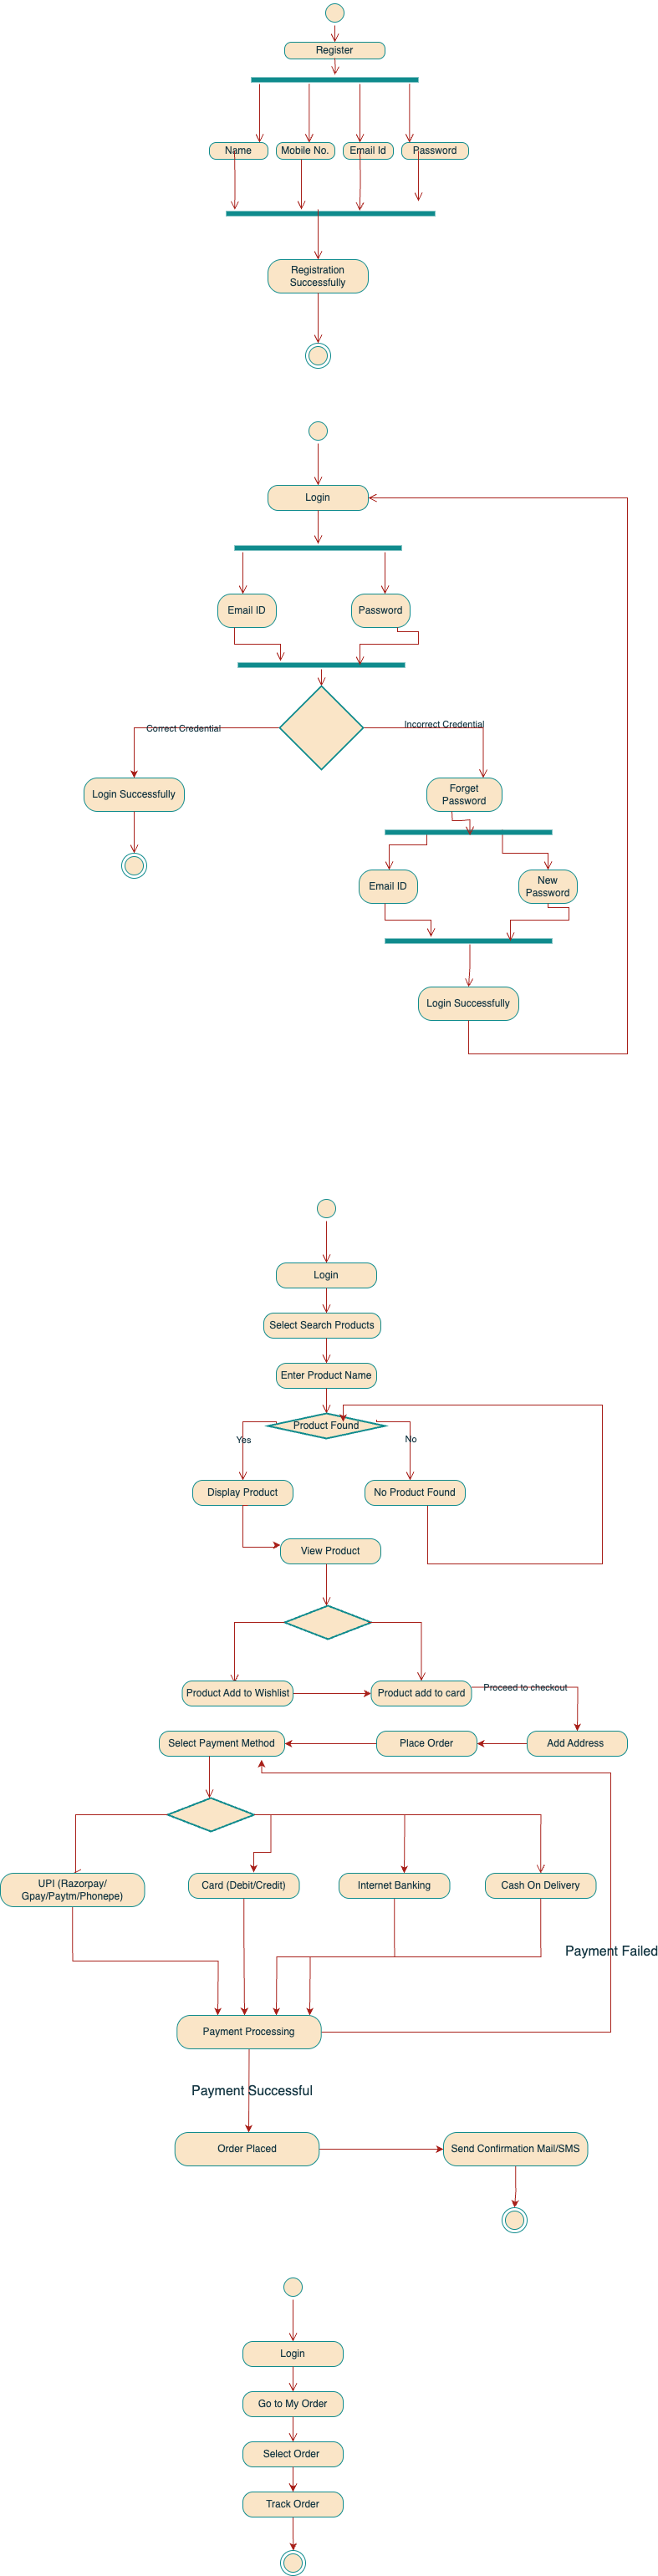 Register
Name
Mobile No.
Email Id
Password
Registration
Successfully
Login
Email ID
Password
Correct Credential
Incorrect Credential
Login Successfully
Forget
Password
Email ID
New
Password
Login Successfully
Login
Select Search Products
Enter Product Name
Product Found
Yes
No
Display Product
No Product Found
View Product
Product Add to Wishlist
Product add to card
Proceed to checkout
Select Payment Method
Place Order
Add Address
UPI (Razorpay/
Gpay/Paytm/Phonepe)
Card (Debit/Credit)
Internet Banking
Cash On Delivery
Payment Failed
Payment Processing
Payment Successful
Order Placed
Send Confirmation Mail/SMS
Login
Go to My Order
Select Order
Track Order